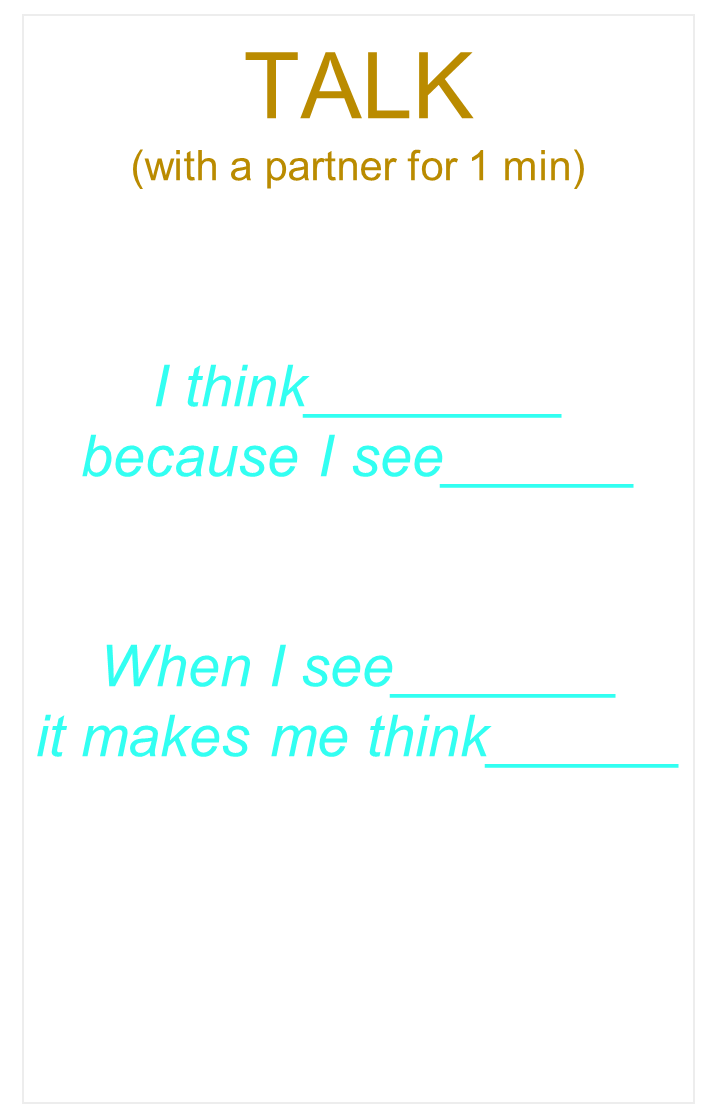 TALK
(with a partner for 1 min)
I think________
because I see______
When I see_______
it makes me think______